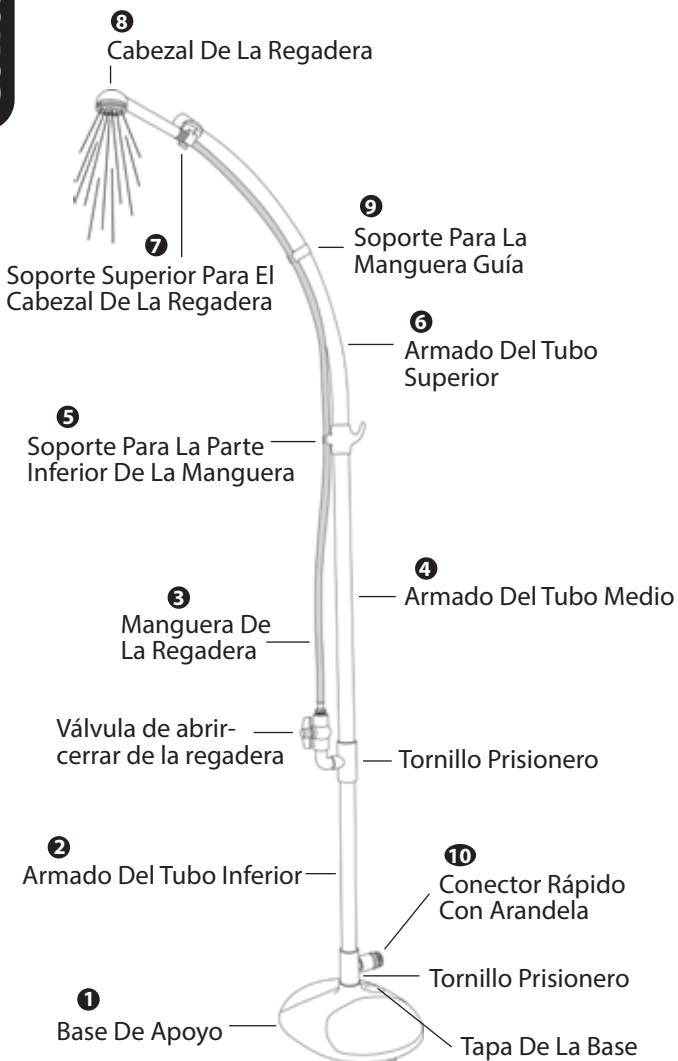 8
Cabezal De La Regadera
9
Soporte Para La
Manguera Guía
7
Soporte Superior Para El
Cabezal De La Regadera
6
Armado Del Tubo
Superior
5
Soporte Para La Parte
Inferior De La Manguera
4
Armado Del Tubo Medio
3
Manguera De
La Regadera
Válvula de abrir-
cerrar de la regadera
Tornillo Prisionero
2
Armado Del Tubo Inferior
10
Conector Rápido
Con Arandela
Tornillo Prisionero
1
Base De Apoyo
Tapa De La Base